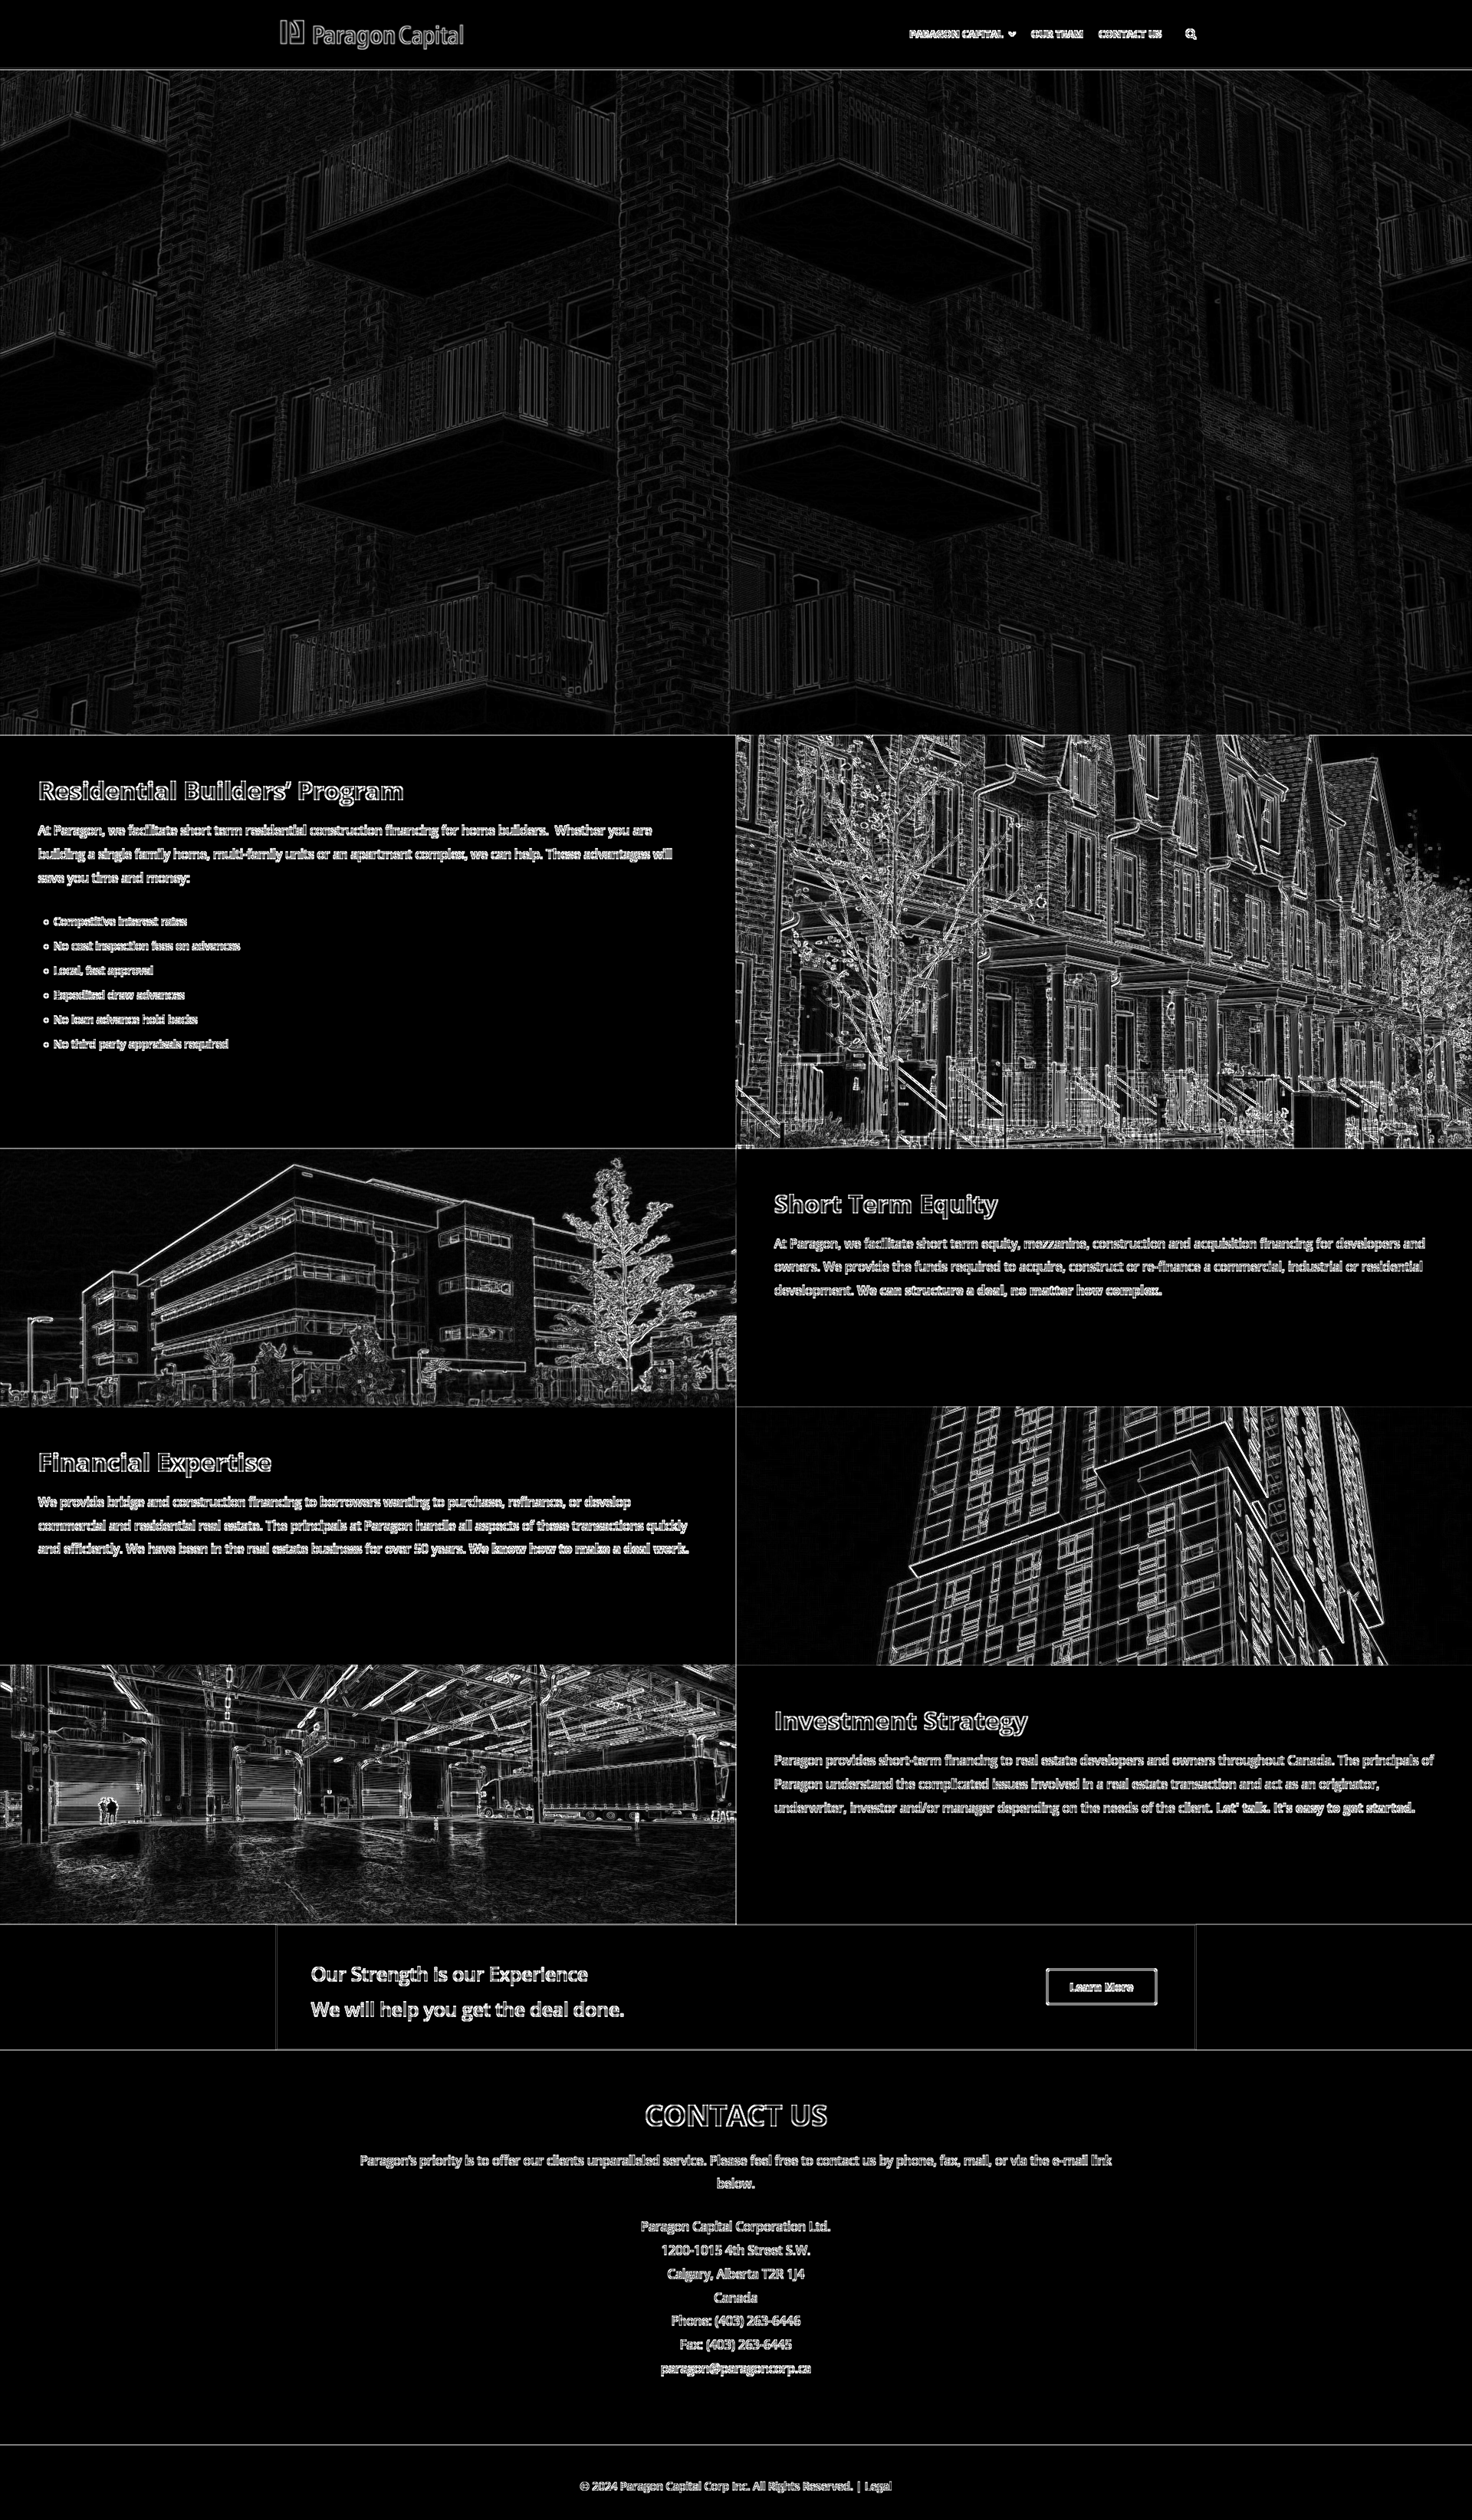 Paragon Capital
PARAGON CAPITAL OUR TEAM CONTACT US
Residential Builders’ Program
At Paragon, we facilitate short term residential construction financing for home builders. Whether you are
building a single family home, multi-family units or an apartment complex, we can help. These advantages will
save you time and money:
Competitive interest rates
No cost inspection fees on advances
Local, fast approval
Expedited draw advances
No loan advance hold backs
No third party appraisals required
Short Term Equity
At Paragon, we facilitate short term equity, mezzanine, construction and acquisition financing for developers and
owners. We provide the funds required to acquire, construct or re-finance a commercial, industrial or residential
development. We can structure a deal, no matter how complex.
Financial Expertise
We provide bridge and construction financing to borrowers wanting to purchase, refinance, or develop
commercial and residential real estate. The principals at Paragon handle all aspects of these transactions quickly
and efficiently. We have been in the real estate business for over 50 years. We know how to make a deal work.
Investment Strategy
Paragon provides short-term financing to real estate developers and owners throughout Canada. The principals of
Paragon understand the complicated issues involved in a real estate transaction and act as an originator,
underwriter, investor and/or manager depending on the needs of the client. Let' talk. It's easy to get started.
Our Strength is our Experience
We will help you get the deal done.
Learn More
CONTACT US
Paragon's priority is to offer our clients unparalleled service. Please feel free to contact us by phone, fax, mail, or via the e-mail link
below.
Paragon Capital Corporation Ltd.
1200-1015 4th Street S.W.
Calgary, Alberta T2R 1J4
Canada
Phone: (403) 263-6446
Fax: (403) 263-6445
paragon@paragoncorp.ca
© 2024 Paragon Capital Corp Inc. All Rights Reserved. | Legal